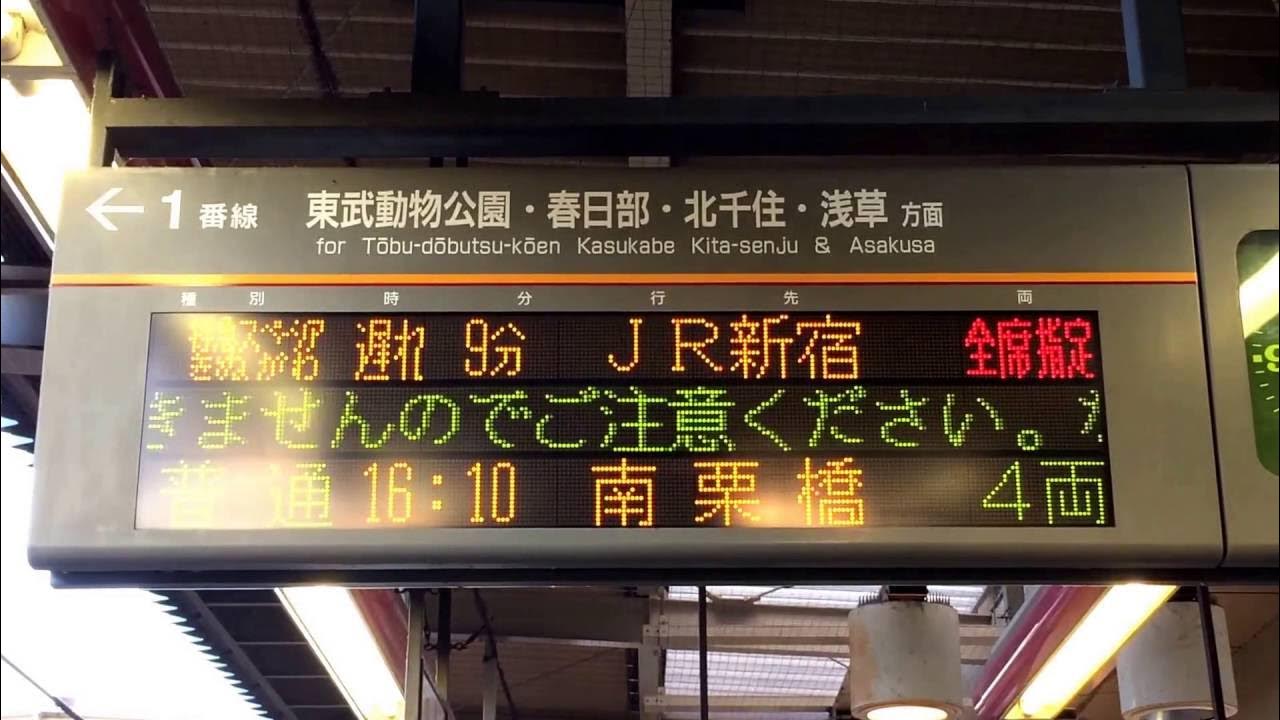 ← 1 番線 東武動物公園・春日部・北千住・浅草 方面
for Tōbu-dōbutsu-kōen Kasukabe Kita-senju & Asakusa
種別 時 分 行 先 両
遅れ 9分 JR新宿 全席指定
きませんのでご注意ください。
普通 16:10 南栗橋 4両